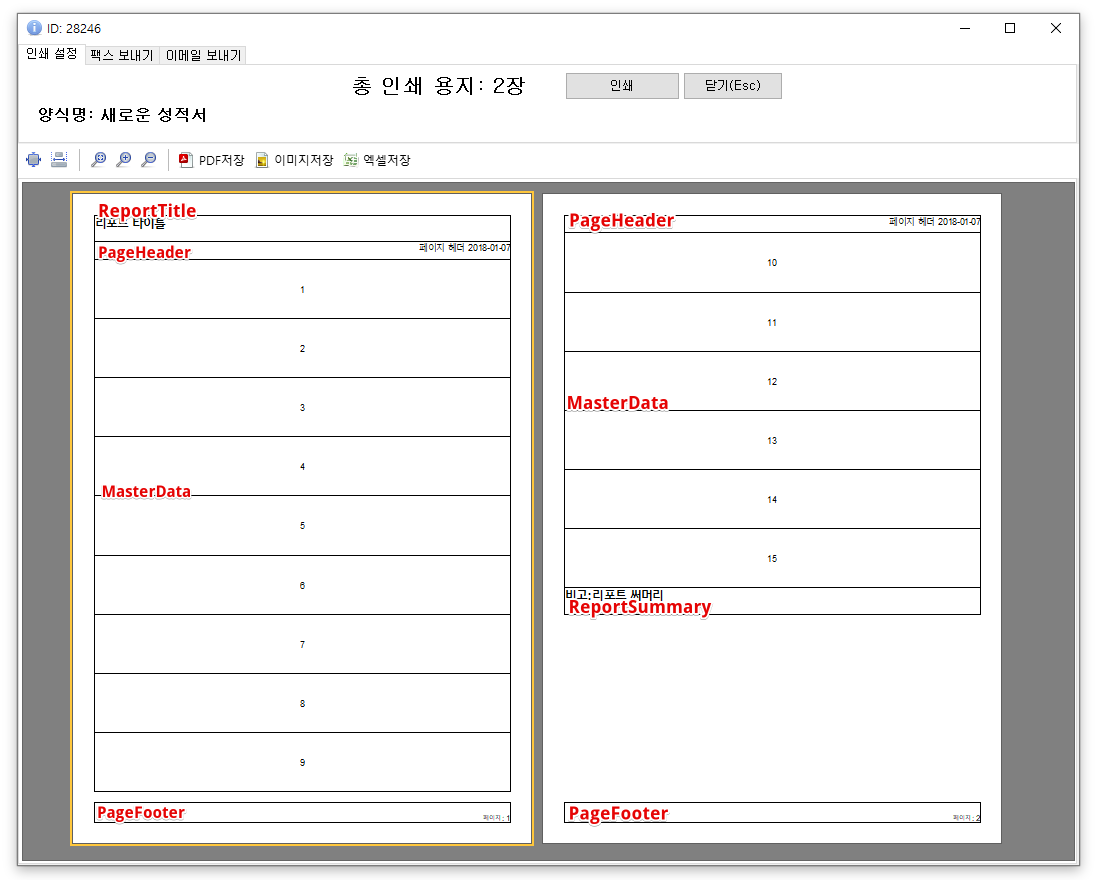 ID: 28246
인쇄 설정 팩스 보내기 이메일 보내기
총 인쇄 용지: 2장 인쇄 닫기(Esc)
양식명: 새로운 성적서
PDF저장 이미지저장 엑셀저장
ReportTitle
리포트 타이틀
PageHeader 페이지 헤더 2018-01-07
1
2
3
4
MasterData
5
6
7
8
9
PageFooter 페이지: 1
PageHeader 페이지 헤더 2018-01-07
10
11
12
MasterData
13
14
15
비고:리포트 써머리
ReportSummary
PageFooter 페이지: 2